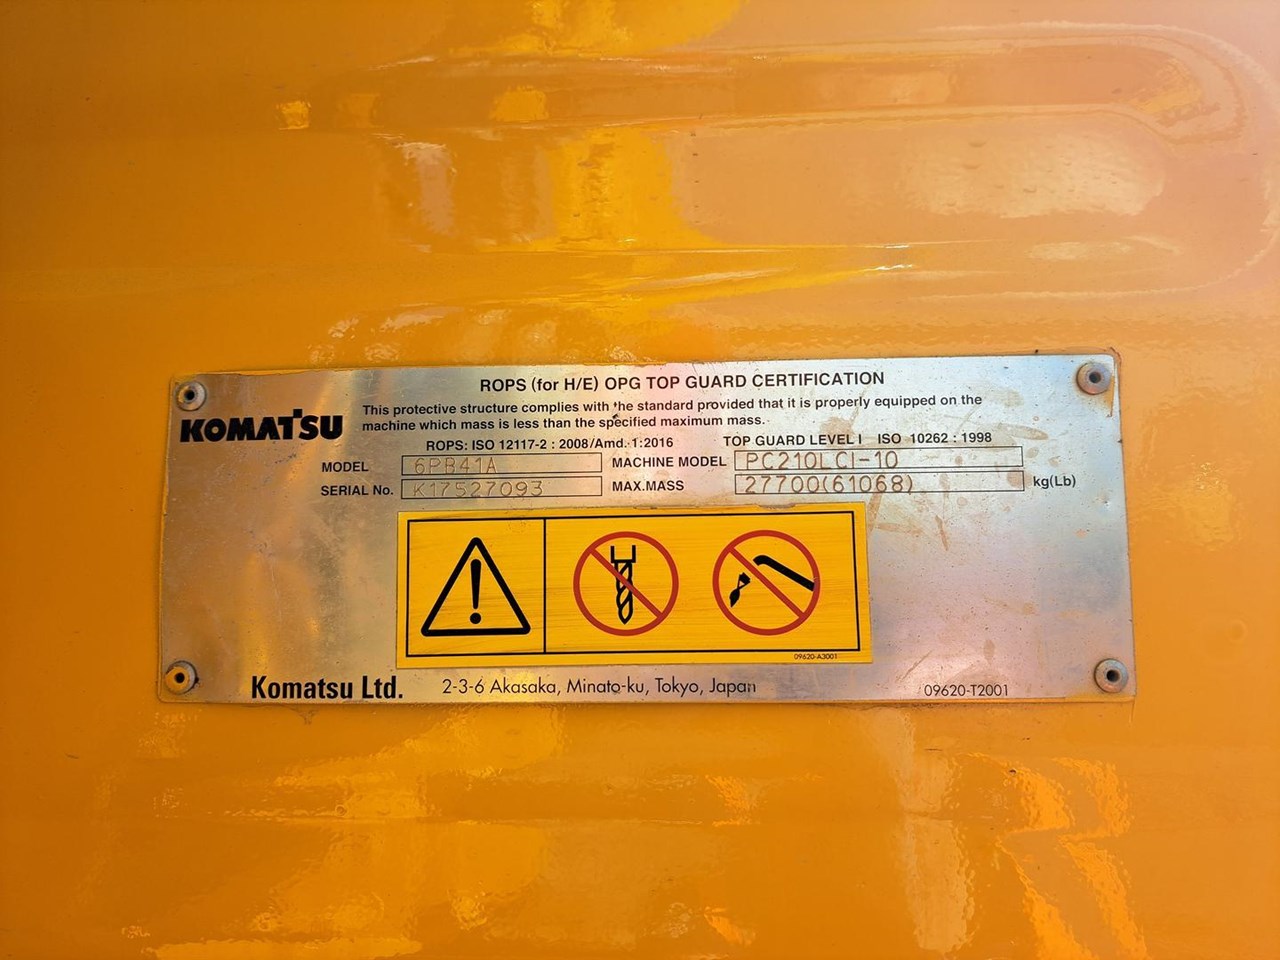 ROPS (for H/E) OPG TOP GUARD CERTIFICATION
KOMATSU
This protective structure complies with the standard provided that it is properly equipped on the
machine which mass is less than the specified maximum mass.
ROPS: ISO 12117-2 : 2008/Amd. 1:2016 TOP GUARD LEVEL I ISO 10262 : 1998
MODEL 6PB41A MACHINE MODEL PC210LCI-10
SERIAL No. K17527093 MAX.MASS 27700(61068) kg(Lb)
09620-A3001
Komatsu Ltd. 2-3-6 Akasaka, Minato-ku, Tokyo, Japan 09620-T2001